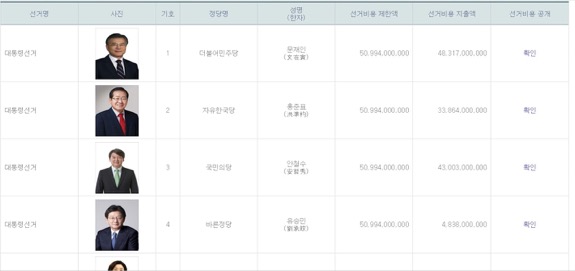 선거명 사진 기호 정당명 성명 선거비용 제한액 선거비용 지출액 선거비용 공개
(한자)
대통령선거 1 더불어민주당 문재인 50,994,000,000 48,317,000,000 확인
(文在寅)
대통령선거 2 자유한국당 홍준표 50,994,000,000 33,864,000,000 확인
(洪準杓)
대통령선거 3 국민의당 안철수 50,994,000,000 43,003,000,000 확인
(安哲秀)
대통령선거 4 바른정당 유승민 50,994,000,000 4,838,000,000 확인
(劉承旼)